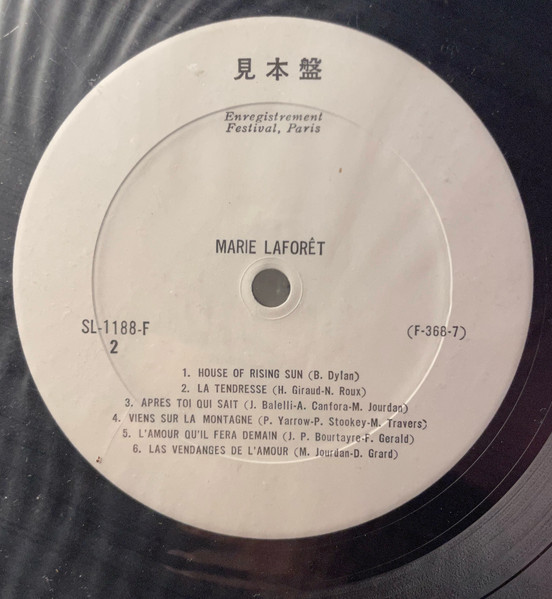 見本盤
Enregistrement
Festival, Paris
MARIE LAFORÊT
SL-1188-F
2
(F-368-7)
1. HOUSE OF RISING SUN (B. Dylan)
2. LA TENDRESSE (H. Giraud-N. Roux)
3. APRES TOI QUI SAIT (J. Balelli-A. Canfora-M. Jourdan)
4. VIENS SUR LA MONTAGNE (P. Yarrow-P. Stookey-M. Travers)
5. L'AMOUR QU'IL FERA DEMAIN (J. P. Bourtayre-F. Gerald)
6. LAS VENDANGES DE L'AMOUR (M. Jourdan-D. Grard)